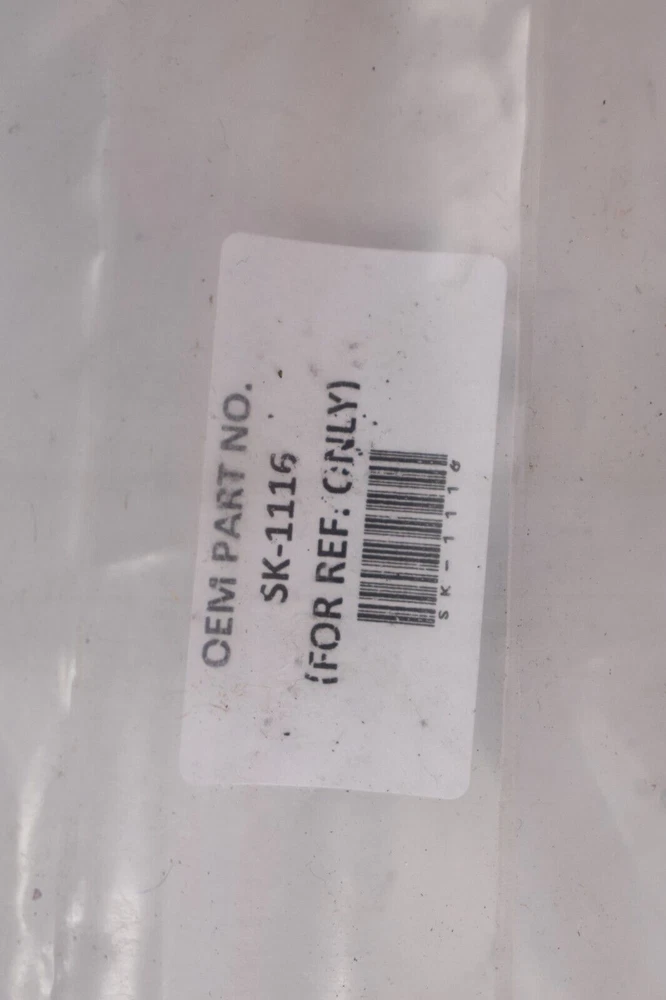 OEM PART NO.
SK-1116
(FOR REF: ONLY)
SK-1116